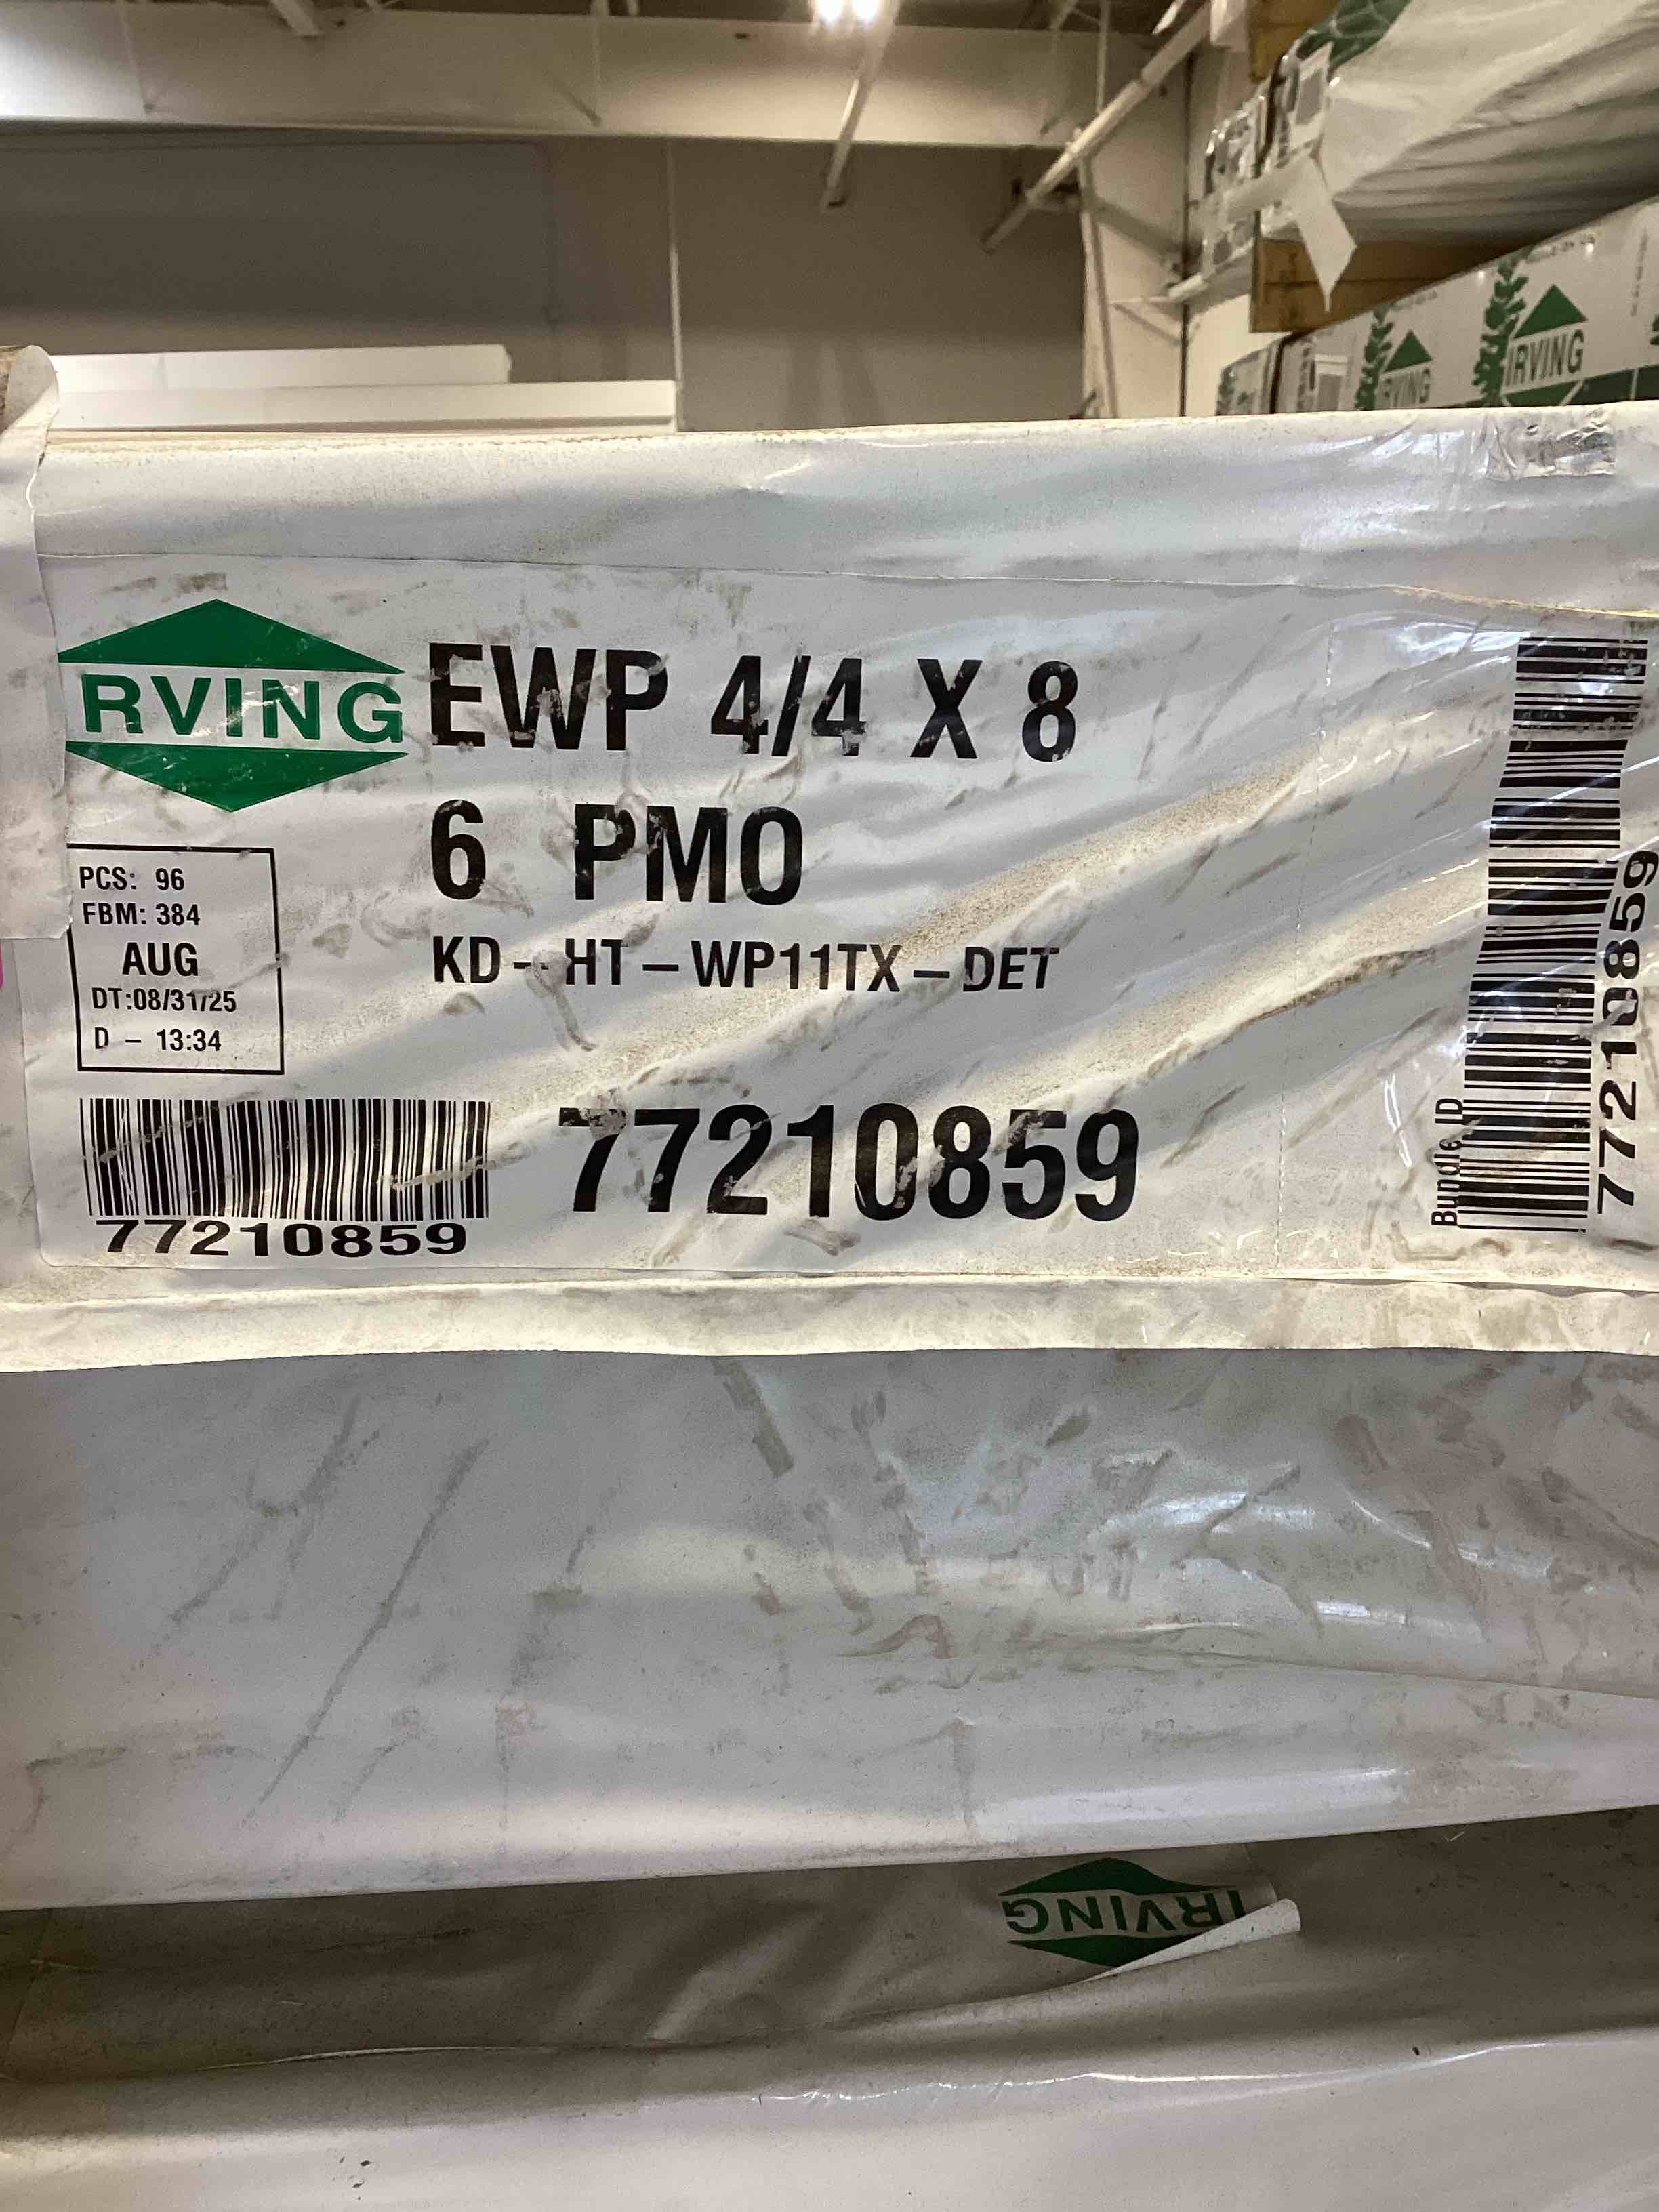 IRVING
IRVING
RVING
EWP 4/4 X 8
6 PMO
KD - HT - WP11TX - DET
PCS: 96
FBM: 384
AUG
DT:08/31/25
D - 13:34
77210859
77210859
Bundle ID
77210859
IRVING